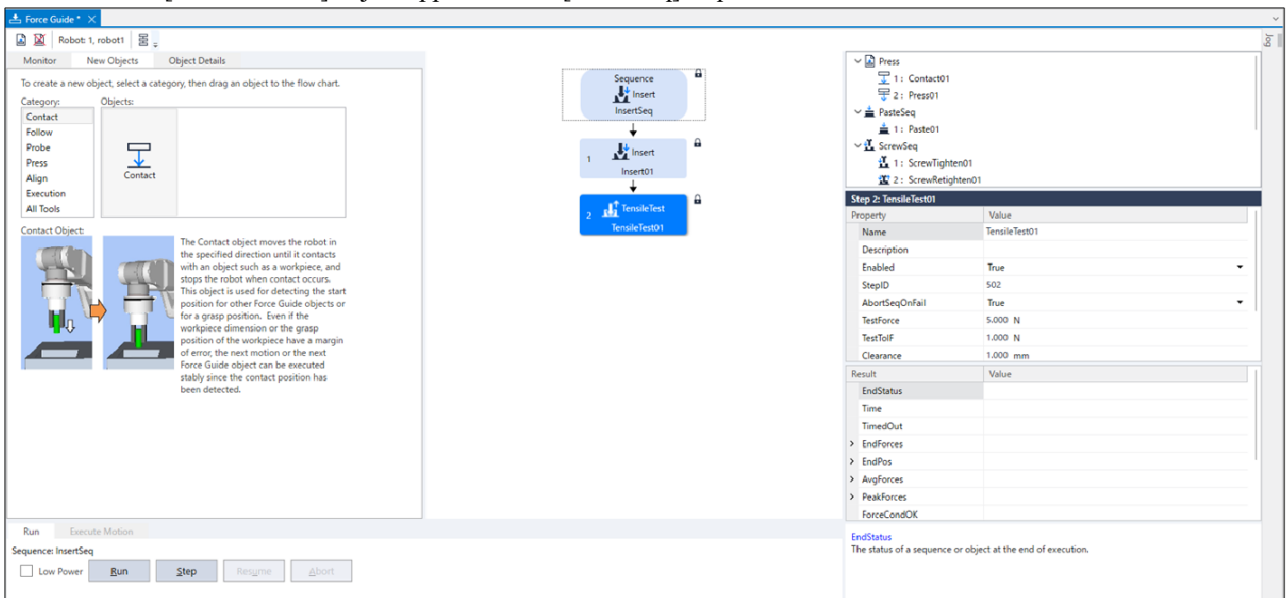 Force Guide *
Robot: 1, robot1
Jog
Monitor New Objects Object Details
To create a new object, select a category, then drag an object to the flow chart.
Category: Objects:
Contact
Follow
Probe
Press
Align
Execution
All Tools
Contact
Contact Object:
The Contact object moves the robot in
the specified direction until it contacts
with an object such as a workpiece, and
stops the robot when contact occurs.
This object is used for detecting the start
position for other Force Guide objects or
for a grasp position. Even if the
workpiece dimension or the grasp
position of the workpiece have a margin
of error, the next motion or the next
Force Guide object can be executed
stably since the contact position has
been detected.
Sequence
Insert
InsertSeq
1 Insert
Insert01
2 TensileTest
TensileTest01
Press
1: Contact01
2: Press01
PasteSeq
1: Paste01
ScrewSeq
1: ScrewTighten01
2: ScrewRetighten01
Step 2: TensileTest01
Property Value
Name TensileTest01
Description
Enabled True
StepID 502
AbortSeqOnFail True
TestForce 5.000 N
TestTolF 1.000 N
Clearance 1.000 mm
Result Value
EndStatus
Time
TimedOut
EndForces
EndPos
AvgForces
PeakForces
ForceCondOK
EndStatus
The status of a sequence or object at the end of execution.
Run Execute Motion
Sequence: InsertSeq
Low Power Run Step Resume Abort